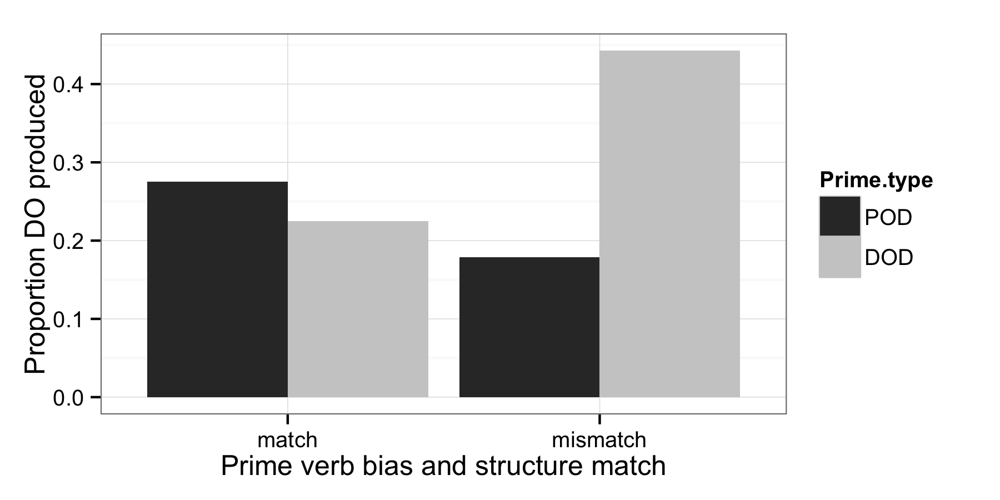 Proportion DO produced
0.4
0.3
0.2
0.1
0.0
match mismatch
Prime verb bias and structure match
Prime.type
POD
DOD